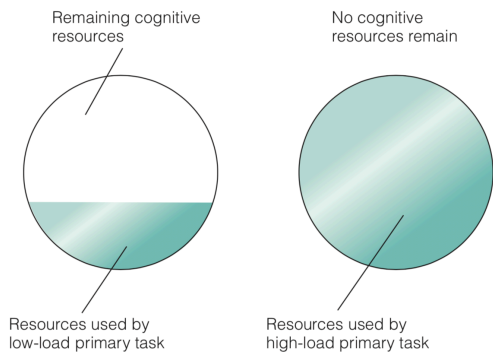 Remaining cognitive
resources
No cognitive
resources remain
Resources used by
low-load primary task
Resources used by
high-load primary task